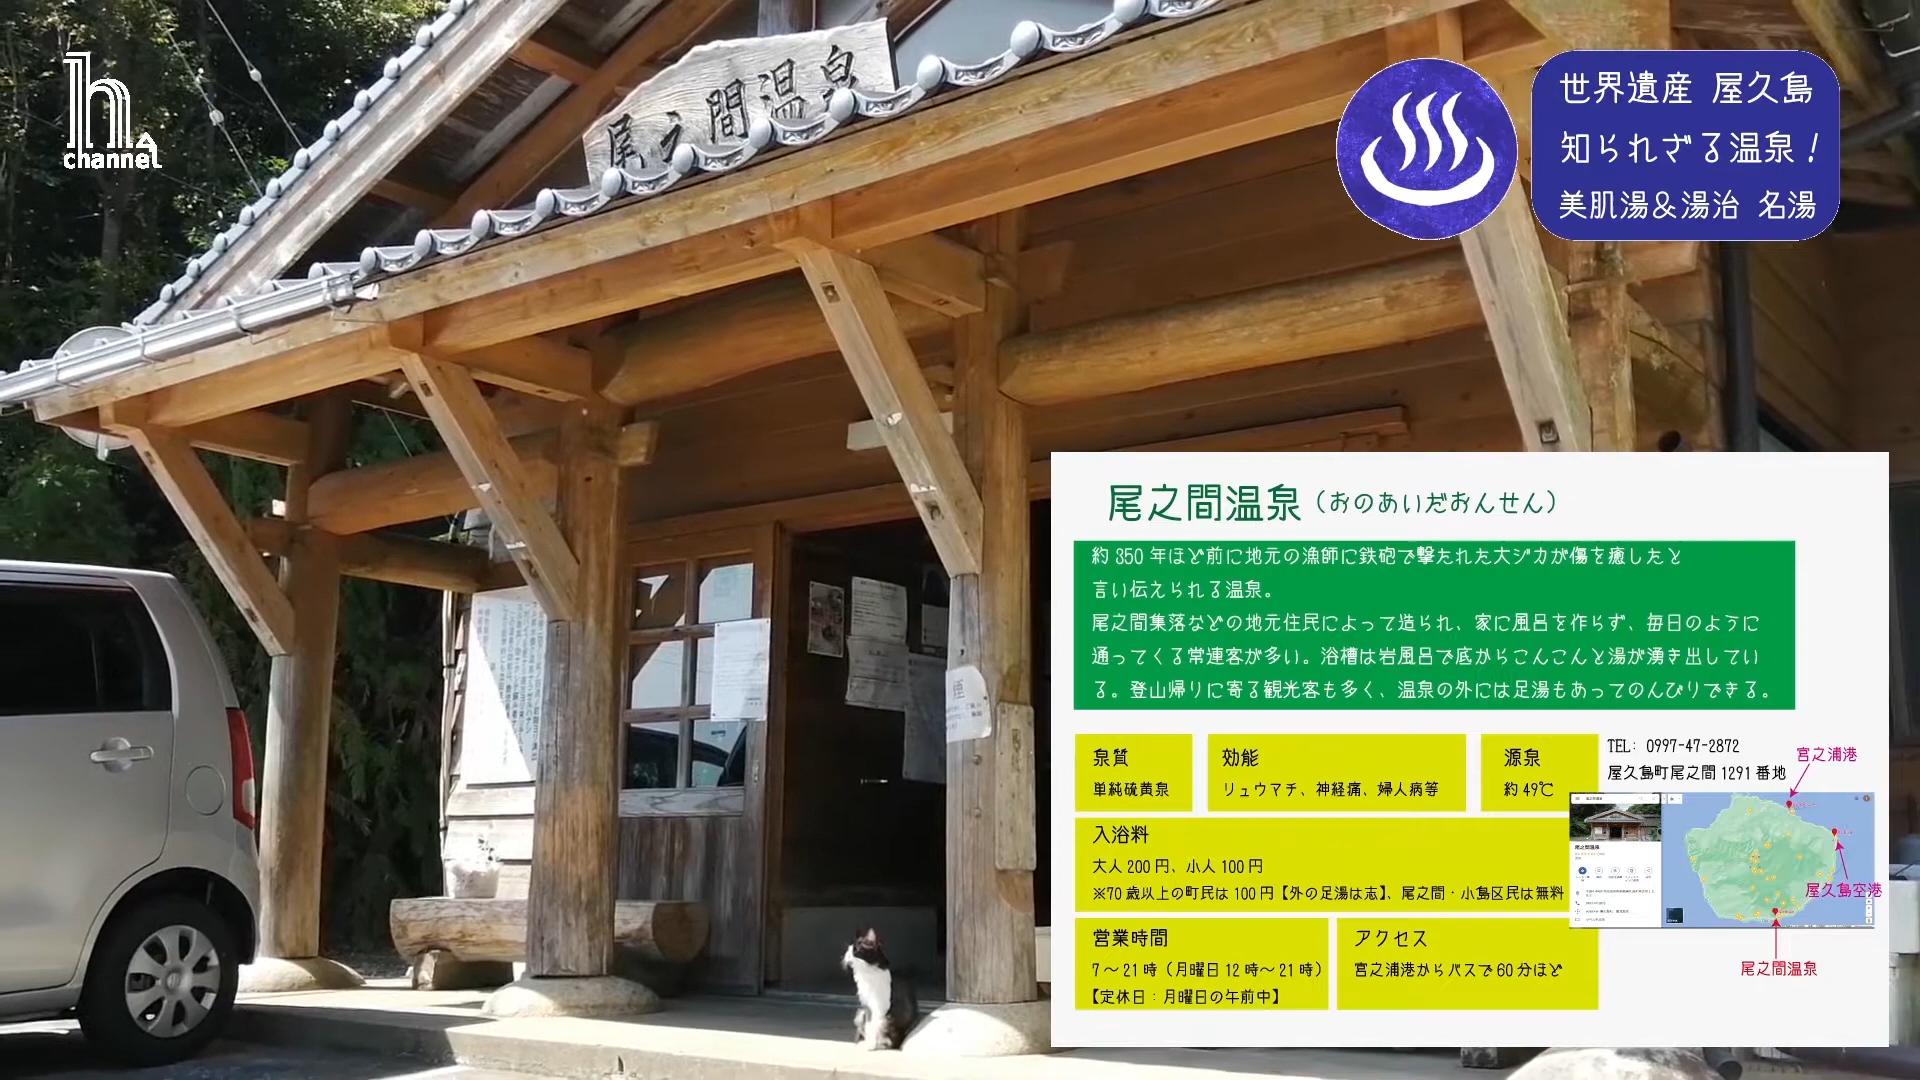 h
channel
尾之間温泉
世界遺産 屋久島
知られざる温泉！
美肌湯＆湯治 名湯
尾之間温泉（おのあいだおんせん）
約350年ほど前に地元の漁師に鉄砲で撃たれた大ジカが傷を癒したと
言い伝えられる温泉。
尾之間集落などの地元住民によって造られ、家に風呂を作らず、毎日のように
通ってくる常連客が多い。浴槽は岩風呂で底からこんこんと湯が湧き出してい
る。登山帰りに寄る観光客も多く、温泉の外には足湯もあってのんびりできる。
泉質
単純硫黄泉
効能
リュウマチ、神経痛、婦人病等
源泉
約49℃
TEL: 0997-47-2872
屋久島町尾之間1291番地
宮之浦港
屋久島空港
尾之間温泉
入浴料
大人200円、小人100円
※70歳以上の町民は100円【外の足湯は志】、尾之間・小島区民は無料
営業時間
7～21時（月曜日12時～21時）
【定休日：月曜日の午前中】
アクセス
宮之浦港からバスで60分ほど